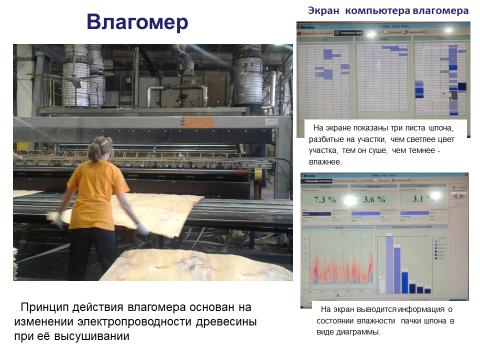 Влагомер
Экран компьютера влагомера
DMA
На экране показаны три листа шпона,
разбитые на участки, чем светлее цвет
участка, тем он суше, чем темнее -
влажнее.
7.3 %
3.6 %
3.1
Принцип действия влагомера основан на
изменении электропроводности древесины
при её высушивании
На экран выводится информация о
состоянии влажности пачки шпона в
виде диаграммы.